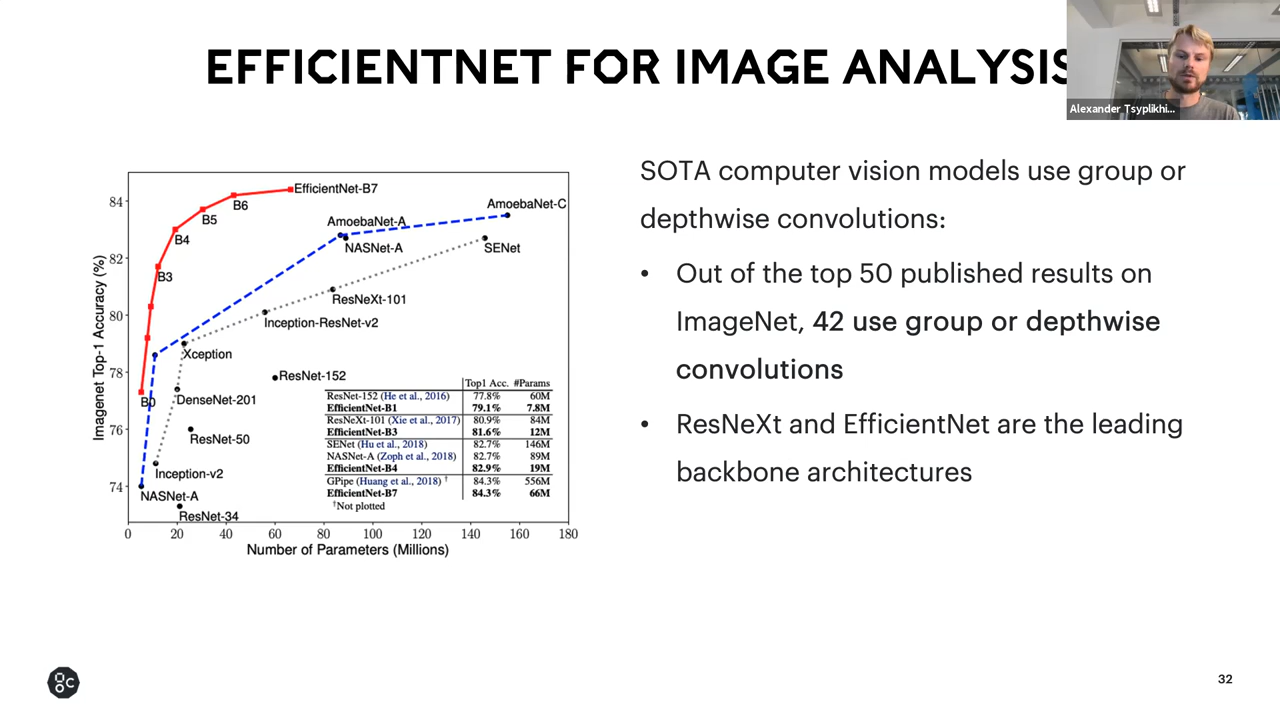 EFFICIENTNET FOR IMAGE ANALYSIS
Alexander Tsyplikhi...
SOTA computer vision models use group or
depthwise convolutions:
• Out of the top 50 published results on
ImageNet, 42 use group or depthwise
convolutions
• ResNeXt and EfficientNet are the leading
backbone architectures
Imagenet Top-1 Accuracy (%)
84
82
80
78
76
74
EfficientNet-B7
B6
B5
B4
B3
B0
AmoebaNet-C
AmoebaNet-A
NASNet-A
SENet
ResNeXt-101
Inception-ResNet-v2
Xception
ResNet-152
DenseNet-201
ResNet-50
Inception-v2
NASNet-A
ResNet-34
Top1 Acc. #Params
ResNet-152 (He et al., 2016) 77.8% 60M
EfficientNet-B1 79.1% 7.8M
ResNeXt-101 (Xie et al., 2017) 80.9% 84M
EfficientNet-B3 81.6% 12M
SENet (Hu et al., 2018) 82.7% 146M
NASNet-A (Zoph et al., 2018) 82.7% 89M
EfficientNet-B4 82.9% 19M
GPipe (Huang et al., 2018) † 84.3% 556M
EfficientNet-B7 84.3% 66M
†Not plotted
0 20 40 60 80 100 120 140 160 180
Number of Parameters (Millions)
32